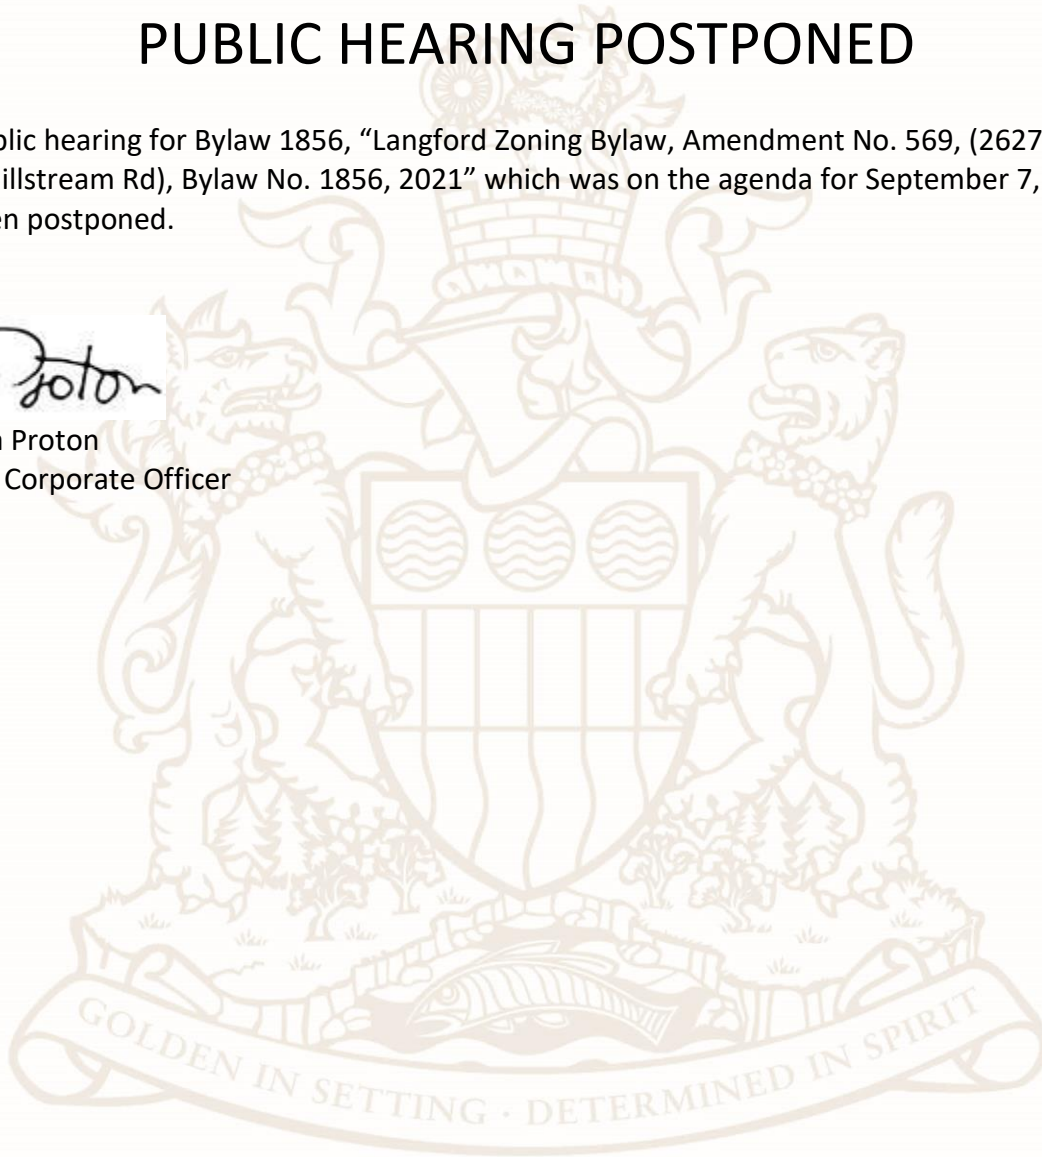 PUBLIC HEARING POSTPONED
blic hearing for Bylaw 1856, “Langford Zoning Bylaw, Amendment No. 569, (2627
illstream Rd), Bylaw No. 1856, 2021” which was on the agenda for September 7,
en postponed.
Proton
Proton
Corporate Officer
GOLDEN IN SETTING · DETERMINED IN SPIRIT